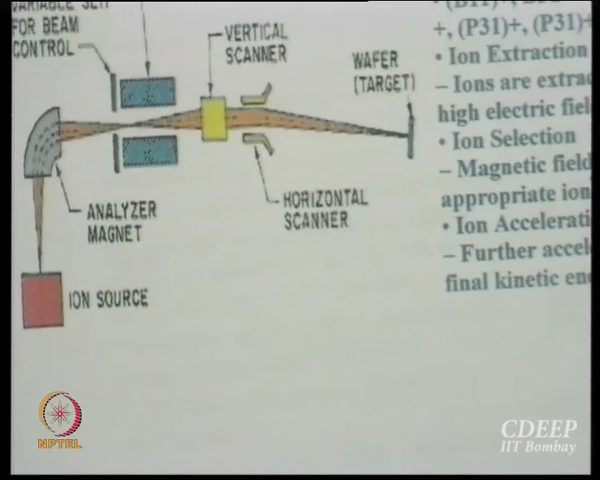 VARIABLE SLIT
FOR BEAM
CONTROL
VERTICAL
SCANNER
WAFER
(TARGET)
ANALYZER
MAGNET
HORIZONTAL
SCANNER
ION SOURCE
+, (P31)+, (P31)+
• Ion Extraction
– Ions are extrac
high electric fiel
• Ion Selection
– Magnetic field
appropriate ion
• Ion Accelerati
– Further accel
final kinetic ene
NPTEL
CDEEP
IIT Bombay